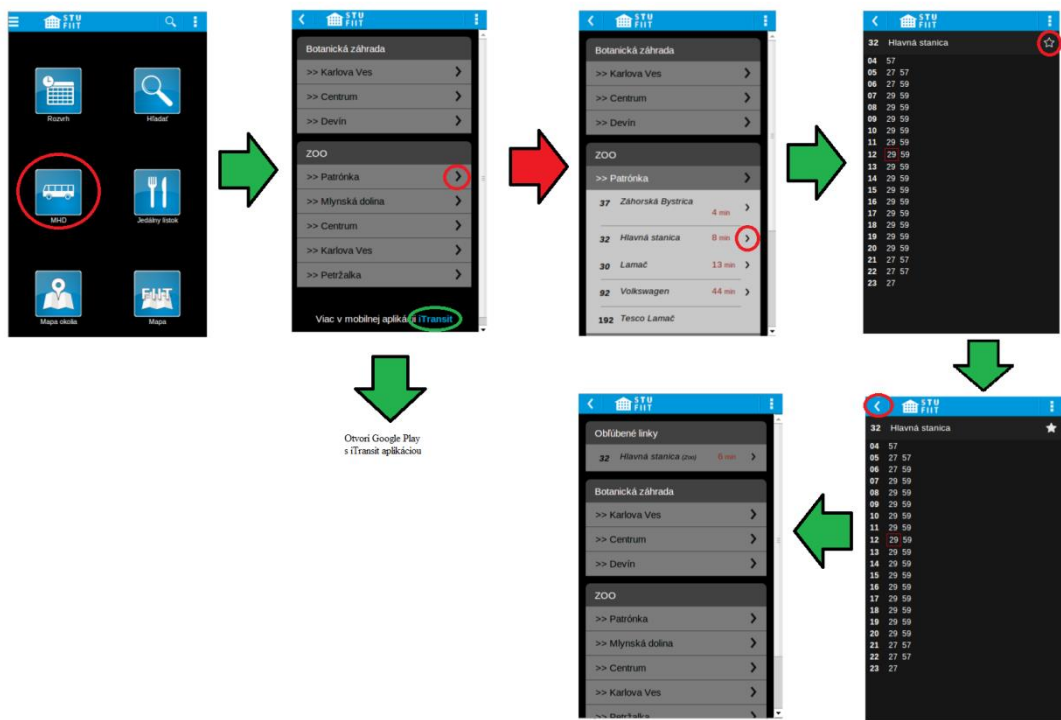 STU
FIIT
Rozvrh
Hľadať
MHD
Jedálny lístok
FIIT
Mapa okolia
Mapa
STU
FIIT
Botanická záhrada
>> Karlova Ves
>> Centrum
>> Devín
ZOO
>> Patrónka
>> Mlynská dolina
>> Centrum
>> Karlova Ves
>> Petržalka
Viac v mobilnej aplikácii iTransit
Otvorí Google Play
s iTransit aplikáciou
STU
FIIT
Botanická záhrada
>> Karlova Ves
>> Centrum
>> Devín
ZOO
>> Patrónka
37 Záhorská Bystrica
4 min
32 Hlavná stanica 8 min
30 Lamač 13 min
92 Volkswagen 44 min
192 Tesco Lamač
STU
FIIT
32 Hlavná stanica
04 57
05 27 57
06 27 59
07 29 59
08 29 59
09 29 59
10 29 59
11 29 59
12 29 59
13 29 59
14 29 59
15 29 59
16 29 59
17 29 59
18 29 59
19 29 59
20 29 59
21 27 57
22 27 57
23 27
STU
FIIT
32 Hlavná stanica
04 57
05 27 57
06 27 59
07 29 59
08 29 59
09 29 59
10 29 59
11 29 59
12 29 59
13 29 59
14 29 59
15 29 59
16 29 59
17 29 59
18 29 59
19 29 59
20 29 59
21 27 57
22 27 57
23 27
STU
FIIT
Obľúbené linky
32 Hlavná stanica (Zoo) 6 min
Botanická záhrada
>> Karlova Ves
>> Centrum
>> Devín
ZOO
>> Patrónka
>> Mlynská dolina
>> Centrum
>> Karlova Ves
>> Petržalka